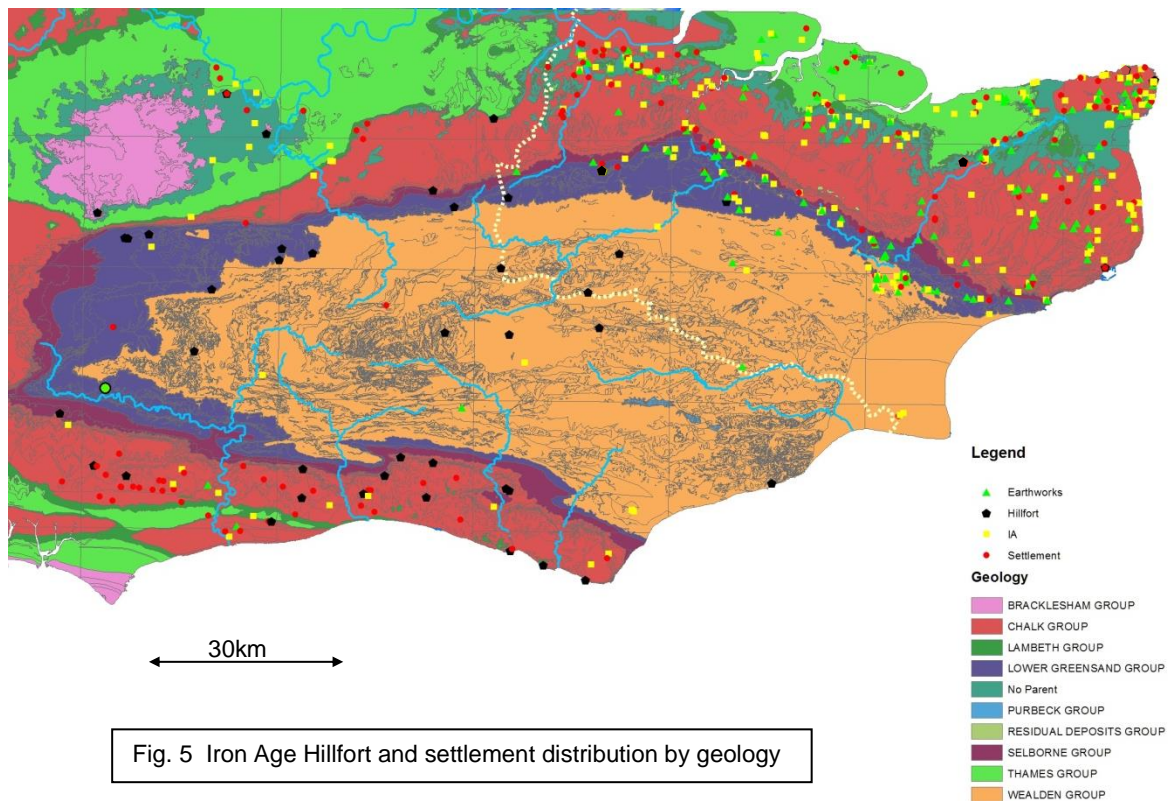 Legend
Earthworks
Hillfort
IA
Settlement
Geology
BRACKLESHAM GROUP
CHALK GROUP
LAMBETH GROUP
LOWER GREENSAND GROUP
No Parent
PURBECK GROUP
RESIDUAL DEPOSITS GROUP
SELBORNE GROUP
THAMES GROUP
WEALDEN GROUP
30km
Fig. 5 Iron Age Hillfort and settlement distribution by geology